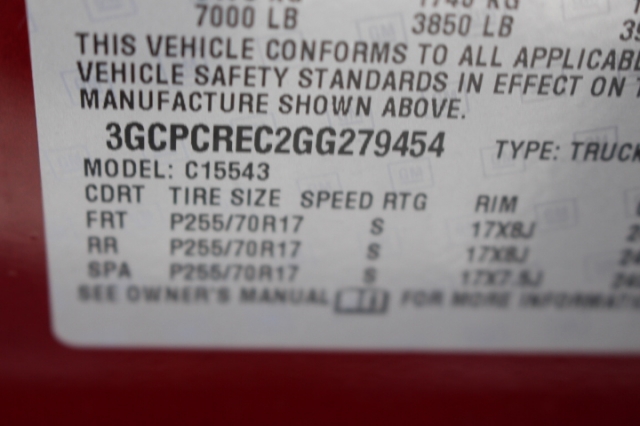 7000 LB 3850 LB
THIS VEHICLE CONFORMS TO ALL
VEHICLE SAFETY STANDARDS IN EFFECT ON
MANUFACTURE SHOWN ABOVE.
3GCPCREC2GG279454 TYPE: TRUCK
MODEL: C15543
CDRT TIRE SIZE SPEED RTG RIM
FRT P255/70R17 S 17X8J
RR P255/70R17 S 17X8J
SPA P255/70R17 S 17X7.5J
SEE OWNER'S MANUAL FOR MORE